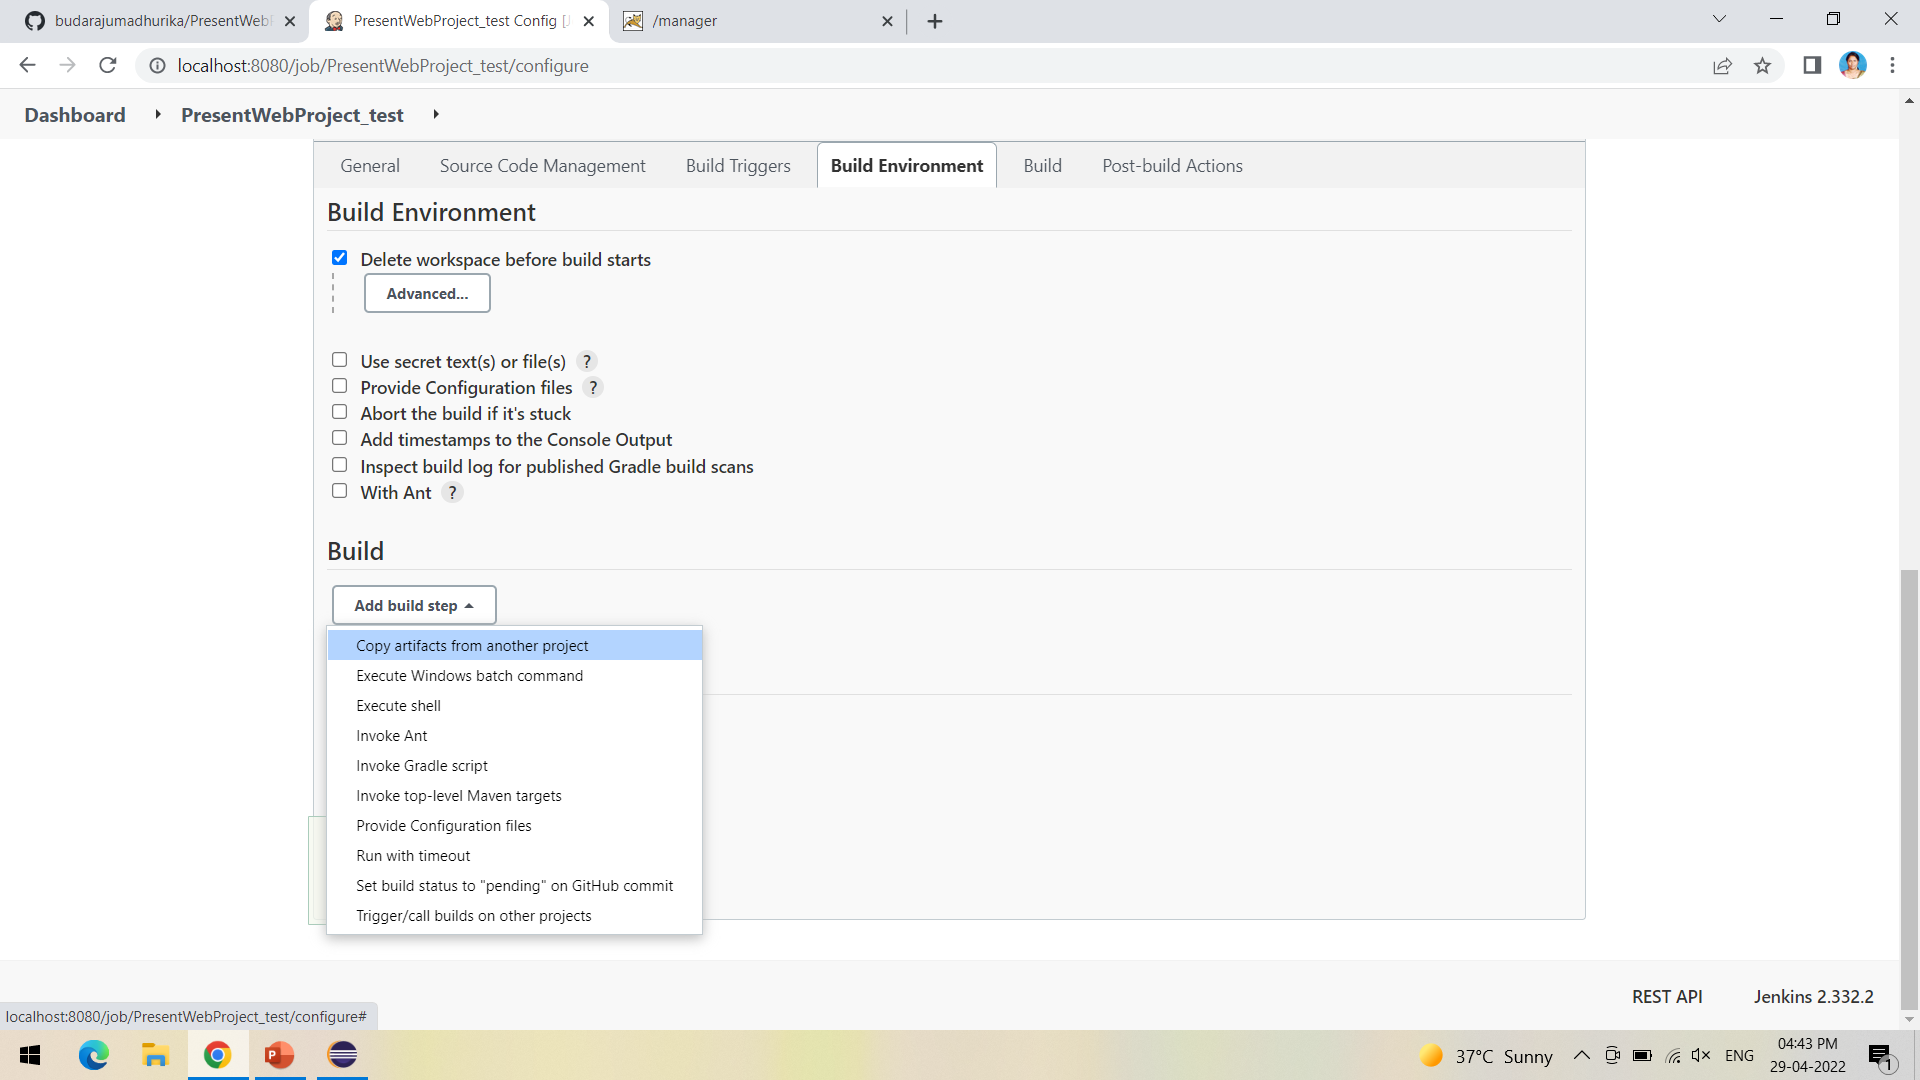 budarajumadhurika/PresentWebP
PresentWebProject_test Config [J
/manager
localhost:8080/job/PresentWebProject_test/configure
Dashboard
PresentWebProject_test
General
Source Code Management
Build Triggers
Build Environment
Build
Post-build Actions
Build Environment
Delete workspace before build starts
Advanced...
Use secret text(s) or file(s) ?
Provide Configuration files ?
Abort the build if it's stuck
Add timestamps to the Console Output
Inspect build log for published Gradle build scans
With Ant ?
Build
Add build step
Copy artifacts from another project
Execute Windows batch command
Execute shell
Invoke Ant
Invoke Gradle script
Invoke top-level Maven targets
Provide Configuration files
Run with timeout
Set build status to "pending" on GitHub commit
Trigger/call builds on other projects
REST API
Jenkins 2.332.2
localhost:8080/job/PresentWebProject_test/configure#
37°C Sunny
ENG
04:43 PM
29-04-2022
1